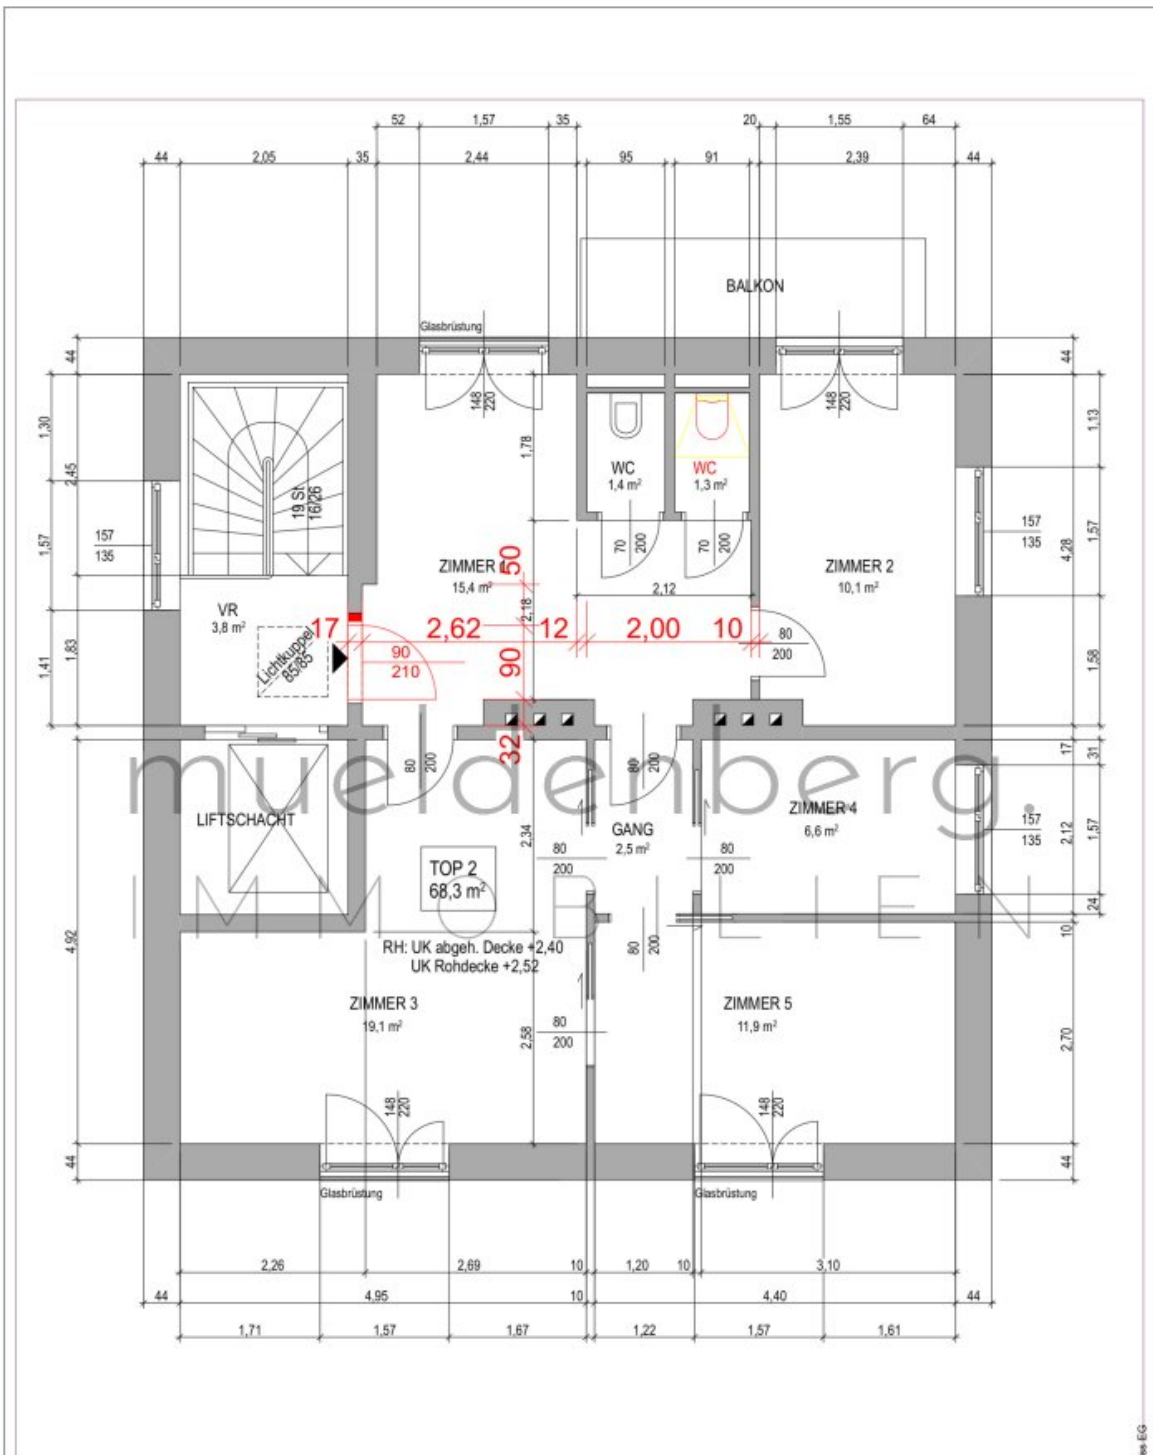 52 1,57 35 20 1,55 64
44 2,05 35 2,44 95 91 2,39 44
BALKON
Glasbrüstung
44 44
148
220
148
220
1,30 2,45 1,78 4,28 1,13
19 St
16/26
WC
1,4 m²
WC
1,3 m²
157
135
157
135
1,57 1,57
70
200
70
200
ZIMMER 1
15,4 m²
50
ZIMMER 2
10,1 m²
2,18 2,12
VR
3,8 m²
17 2,62 12 2,00 10
80
200
Lichtkuppel
85/85
90
210
90
1,41 1,83 1,58
32
80
200
80
200
17 31
mueldenberg.
IMMOBILIEN
LIFTSCHACHT
GANG
2,5 m²
ZIMMER 4
6,6 m²
157
135
2,12 1,57
2,34
80
200
80
200
TOP 2
68,3 m²
24
10
4,92
80
200
RH: UK abgeh. Decke +2,40
UK Rohdecke +2,52
ZIMMER 3
19,1 m²
ZIMMER 5
11,9 m²
80
200
2,58 2,70
148
220
148
220
44 44
Glasbrüstung Glasbrüstung
2,26 2,69 10 1,20 10 3,10
44 4,95 10 4,40 44
1,71 1,57 1,67 1,22 1,57 1,61
ss EG